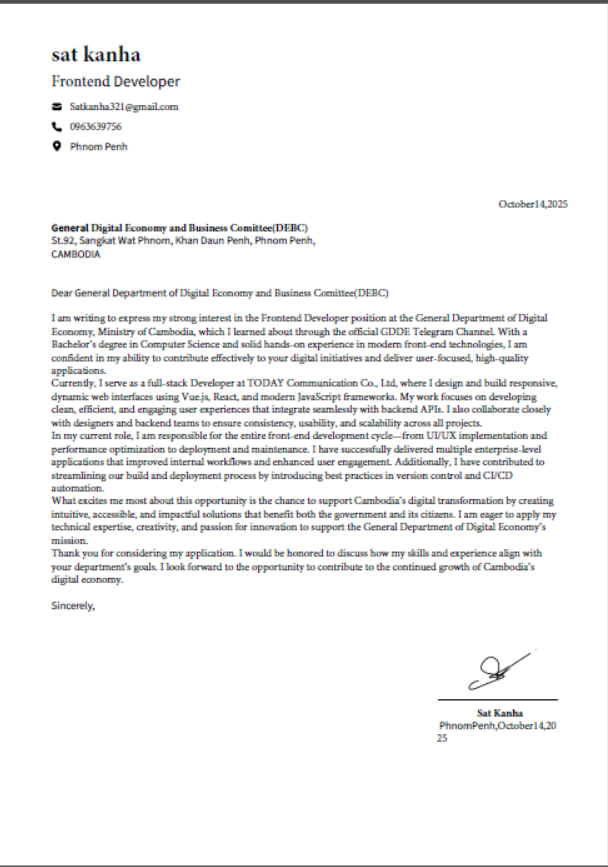 sat kanha
Frontend Developer
Satkanha321@gmail.com
0963639756
Phnom Penh
October14,2025
General Digital Economy and Business Comittee(DEBC)
St.92, Sangkat Wat Phnom, Khan Daun Penh, Phnom Penh,
CAMBODIA
Dear General Department of Digital Economy and Business Comittee(DEBC)
I am writing to express my strong interest in the Frontend Developer position at the General Department of Digital
Economy, Ministry of Cambodia, which I learned about through the official GDDE Telegram Channel. With a
Bachelor's degree in Computer Science and solid hands-on experience in modern front-end technologies, I am
confident in my ability to contribute effectively to your digital initiatives and deliver user-focused, high-quality
applications.
Currently, I serve as a full-stack Developer at TODAY Communication Co., Ltd, where I design and build responsive,
dynamic web interfaces using Vue.js, React, and modern JavaScript frameworks. My work focuses on developing
clean, efficient, and engaging user experiences that integrate seamlessly with backend APIs. I also collaborate closely
with designers and backend teams to ensure consistency, usability, and scalability across all projects.
In my current role, I am responsible for the entire front-end development cycle—from UI/UX implementation and
performance optimization to deployment and maintenance. I have successfully delivered multiple enterprise-level
applications that improved internal workflows and enhanced user engagement. Additionally, I have contributed to
streamlining our build and deployment process by introducing best practices in version control and CI/CD
automation.
What excites me most about this opportunity is the chance to support Cambodia's digital transformation by creating
intuitive, accessible, and impactful solutions that benefit both the government and its citizens. I am eager to apply my
technical expertise, creativity, and passion for innovation to support the General Department of Digital Economy's
mission.
Thank you for considering my application. I would be honored to discuss how my skills and experience align with
your department's goals. I look forward to the opportunity to contribute to the continued growth of Cambodia's
digital economy.
Sincerely,
Sat Kanha
PhnomPenh,October14,20
25